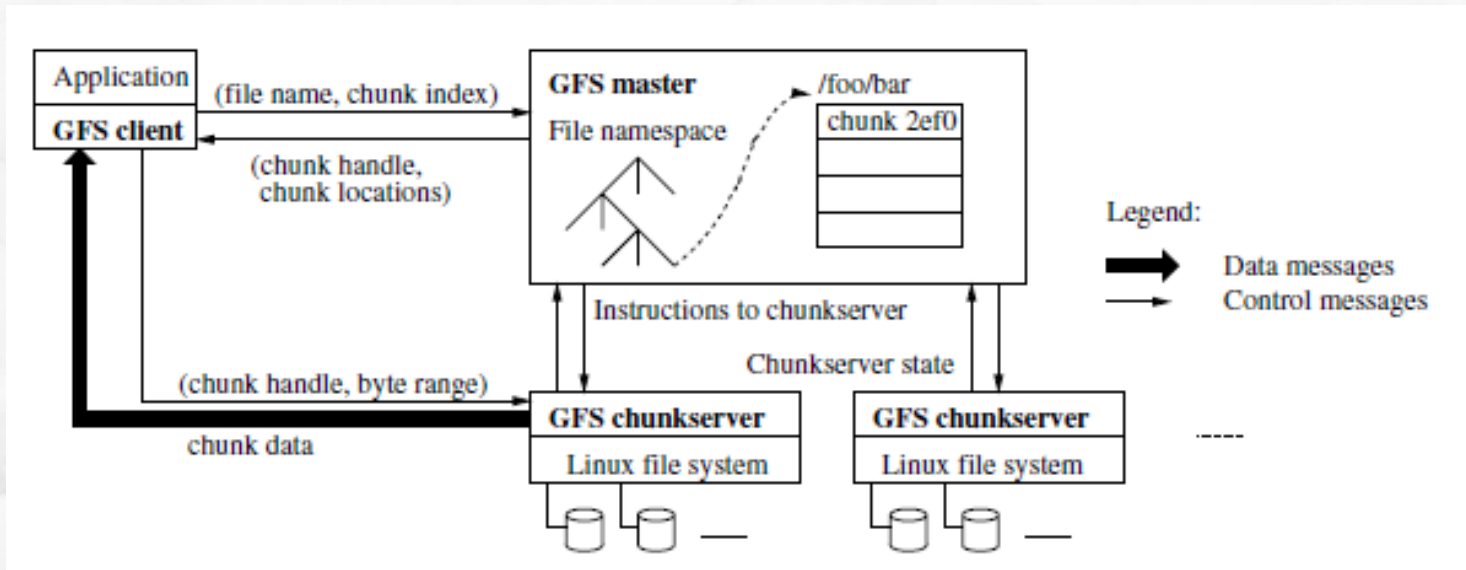 Application
GFS client
(file name, chunk index)
(chunk handle,
chunk locations)
GFS master
File namespace
/foo/bar
chunk 2ef0
Legend:
Data messages
Control messages
Instructions to chunkserver
Chunkserver state
(chunk handle, byte range)
chunk data
GFS chunkserver
Linux file system
GFS chunkserver
Linux file system